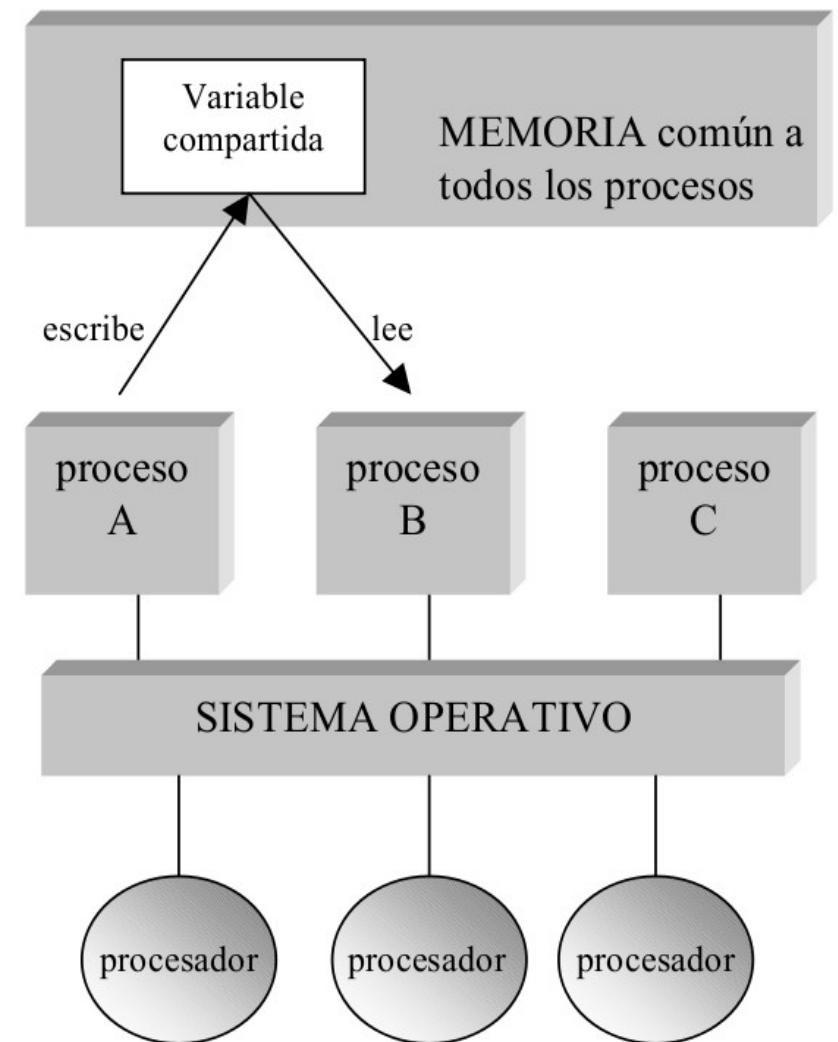 Variable
compartida
MEMORIA común a
todos los procesos
escribe
lee
proceso
A
proceso
B
proceso
C
SISTEMA OPERATIVO
procesador
procesador
procesador